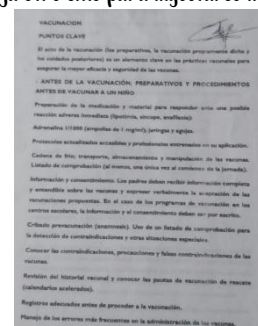 VACUNACION
PUNTOS CLAVE
El acto de la vacunación (los preparativos, la vacunación propiamente dicha y
los cuidados posteriores) es un elemento clave en las prácticas vacunales para
asegurar la mayor eficacia y seguridad de las vacunas.
- ANTES DE LA VACUNACIÓN; PREPARATIVOS Y PROCEDIMIENTOS
ANTES DE VACUNAR A UN NIÑO
Preparación de la medicación y material para responder ante una posible
reacción adversa inmediata (lipotimia, síncope, anafilaxia):
Adrenalina 1/1000 (ampollas de 1 mg/ml); jeringas y agujas.
Protocolos actualizados accesibles y profesionales entrenados en su aplicación.
Cadena de frío; transporte, almacenamiento y manipulación de las vacunas.
Listado de comprobación (al menos, una única vez al comienzo de la jornada).
Información y consentimiento. Los padres deben recibir información completa
y entendible sobre las vacunas y expresar verbalmente la aceptación de las
vacunaciones propuestas. En el caso de los programas de vacunación en los
centros escolares, la información y el consentimiento deben ser por escrito.
Cribado prevacunación (anamnesis). Uso de un listado de comprobación para
la detección de contraindicaciones y otras situaciones especiales.
Conocer las contraindicaciones, precauciones y falsas contraindicaciones de las
vacunas.
Revisión del historial vacunal y conocer las pautas de vacunación de rescate
(calendarios acelerados).
Registros adecuados antes de proceder a la vacunación.
Manejo de los errores más frecuentes en la administración de las vacunas.